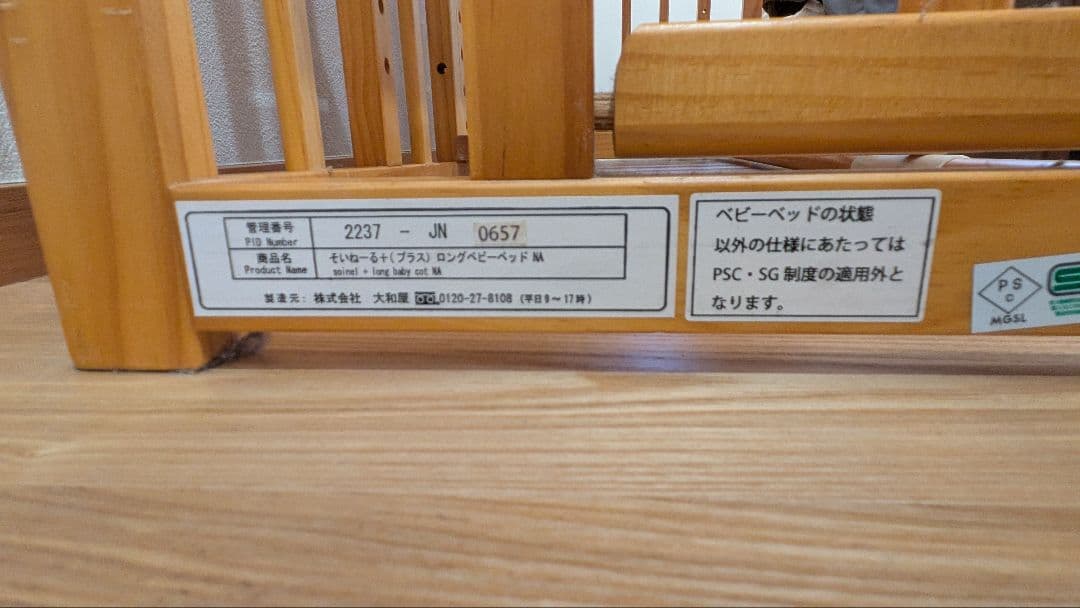 管理番号
PID Number
2237 - JN 0657
商品名
Product Name
そいねーる+(プラス) ロングベビーベッド NA
soinel + long baby cot NA
製造元: 株式会社 大和屋 0120-27-8108 (平日9〜17時)
ベビーベッドの状態
以外の仕様にあたっては
PSC・SG 制度の適用外と
なります。
PS
C
MGSL